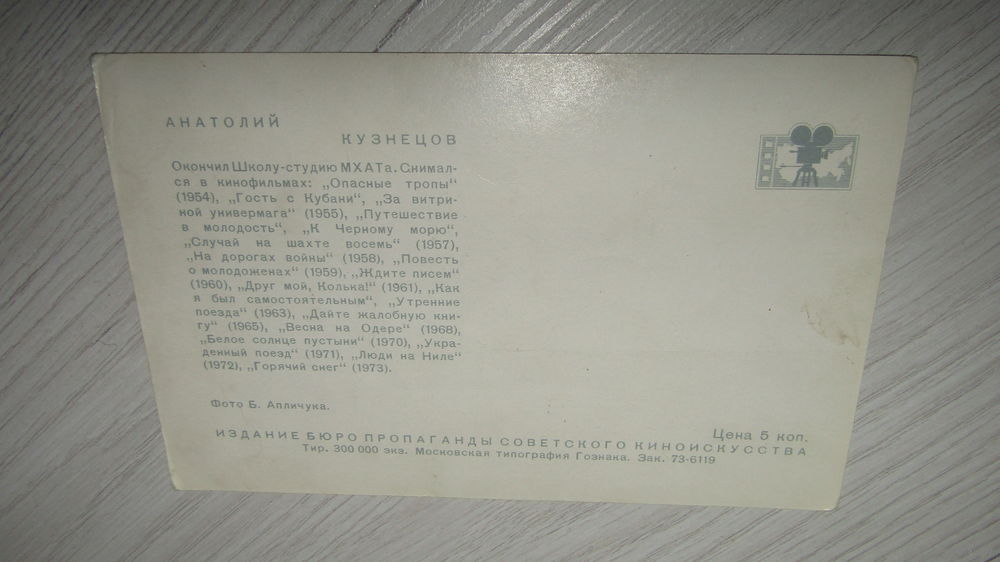 АНАТОЛИЙ
КУЗНЕЦОВ
Окончил Школу-студию МХАТа. Снимал-
ся в кинофильмах: „Опасные тропы“
(1954), „Гость с Кубани“, „За витри-
ной универмага“ (1955), „Путешествие
в молодость“, „К Черному морю“,
„Случай на шахте восемь“ (1957),
„На дорогах войны“ (1958), „Повесть
о молодоженах“ (1959), „Ждите писем“
(1960), „Друг мой, Колька!“ (1961), „Как
я был самостоятельным“, „Утренние
поезда“ (1963), „Дайте жалобную кни-
гу“ (1965), „Весна на Одере“ (1968),
„Белое солнце пустыни“ (1970), „Укра-
денный поезд“ (1971), „Люди на Ниле“
(1972), „Горячий снег“ (1973).
Фото Б. Апличука.
Цена 5 коп.
ИЗДАНИЕ БЮРО ПРОПАГАНДЫ СОВЕТСКОГО КИНОИСКУССТВА
Тир. 300 000 экз. Московская типография Гознака. Зак. 73-6119